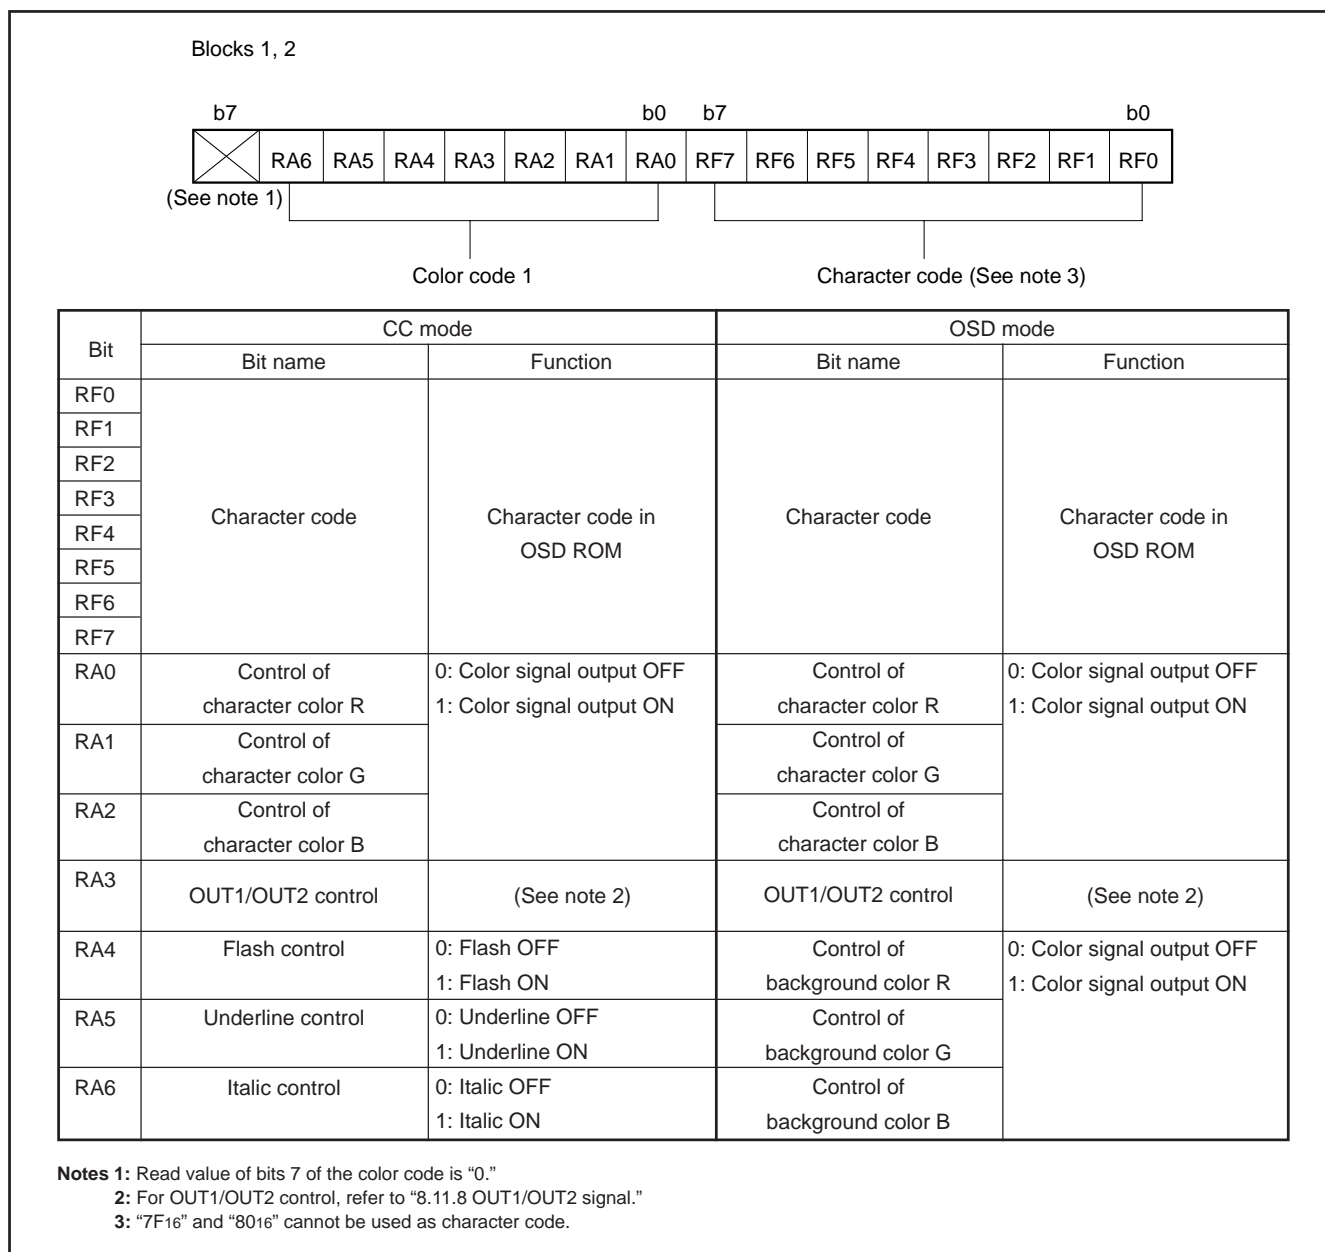 Blocks 1, 2
b7 b0 b7 b0
RA6 RA5 RA4 RA3 RA2 RA1 RA0 RF7 RF6 RF5 RF4 RF3 RF2 RF1 RF0
(See note 1)
Color code 1 Character code (See note 3)
Bit CC mode OSD mode
Bit name Function Bit name Function
RF0
RF1
RF2
RF3
RF4
RF5
RF6
RF7
Character code Character code in Character code Character code in
OSD ROM OSD ROM
RA0 Control of 0: Color signal output OFF Control of 0: Color signal output OFF
character color R 1: Color signal output ON character color R 1: Color signal output ON
RA1 Control of Control of
character color G character color G
RA2 Control of Control of
character color B character color B
RA3 OUT1/OUT2 control (See note 2) OUT1/OUT2 control (See note 2)
RA4 Flash control 0: Flash OFF Control of 0: Color signal output OFF
1: Flash ON background color R 1: Color signal output ON
RA5 Underline control 0: Underline OFF Control of
1: Underline ON background color G
RA6 Italic control 0: Italic OFF Control of
1: Italic ON background color B
Notes 1: Read value of bits 7 of the color code is “0.”
2: For OUT1/OUT2 control, refer to “8.11.8 OUT1/OUT2 signal.”
3: “7F16” and “8016” cannot be used as character code.